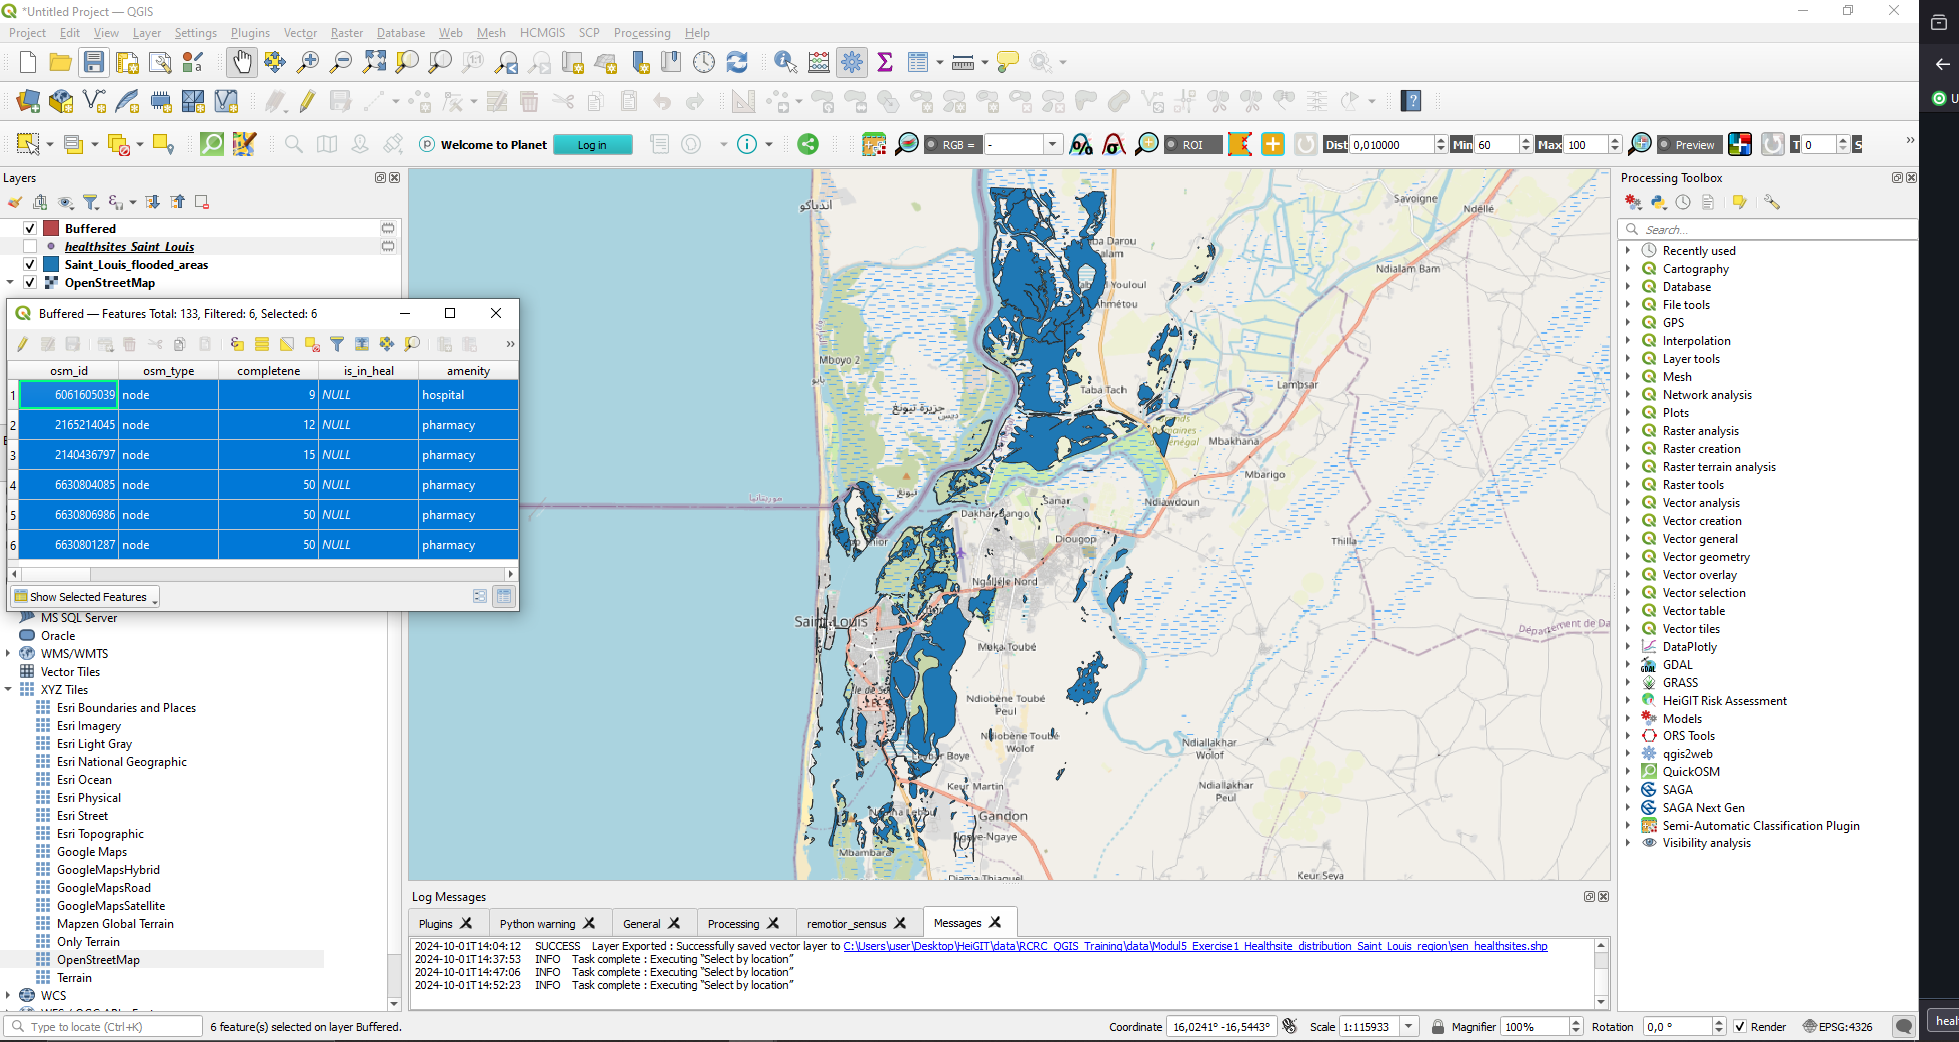 *Untitled Project — QGIS
Project Edit View Layer Settings Plugins Vector Raster Database Web Mesh HCMGIS SCP Processing Help
Welcome to Planet Log in RGB = - ROI Dist 0,010000 Min 60 Max 100 Preview T 0 S
Layers
Buffered
healthsites_Saint_Louis
Saint_Louis_flooded_areas
OpenStreetMap
Buffered — Features Total: 133, Filtered: 6, Selected: 6
osm_id osm_type completene is_in_heal amenity
1 6061605039 node 9 NULL hospital
2 2165214045 node 12 NULL pharmacy
3 2140436797 node 15 NULL pharmacy
4 6630804085 node 50 NULL pharmacy
5 6630806986 node 50 NULL pharmacy
6 6630801287 node 50 NULL pharmacy
Show Selected Features
MS SQL Server
Oracle
WMS/WMTS
Vector Tiles
XYZ Tiles
Esri Boundaries and Places
Esri Imagery
Esri Light Gray
Esri National Geographic
Esri Ocean
Esri Physical
Esri Street
Esri Topographic
Google Maps
GoogleMapsHybrid
GoogleMapsRoad
GoogleMapsSatellite
Mapzen Global Terrain
Only Terrain
OpenStreetMap
Terrain
WCS
Savoigne
Ndélé
Ndialam Bam
Mboyo 2
Taba Tach
Lampsar
Mbakhana
Mbarigo
Sanar
Ndiawdoun
Dakhar Bango
Diougop
Thilla
Ngallèle Nord
Saint-Louis
Département de Da
Muka Toubé
Ndiobène Toubé
Peul
Ndiobène Toubé
Wolof
Ndiallakhar
Wolof
Ndiallakhar
Peul
Keur Martin
Gandon
Ngaye-Ngaye
Mbambara
Keur Seya
Log Messages
Plugins Python warning General Processing remotior_sensus Messages
2024-10-01T14:04:12 SUCCESS Layer Exported : Successfully saved vector layer to C:\Users\user\Desktop\HeiGIT\data\RCRC_QGIS_Training\data\Modul5_Exercise1_Healthsite_distribution_Saint_Louis_region\sen_healthsites.shp
2024-10-01T14:37:53 INFO Task complete : Executing “Select by location”
2024-10-01T14:47:06 INFO Task complete : Executing “Select by location”
2024-10-01T14:52:23 INFO Task complete : Executing “Select by location”
Processing Toolbox
Search...
Recently used
Cartography
Database
File tools
GPS
Interpolation
Layer tools
Mesh
Network analysis
Plots
Raster analysis
Raster creation
Raster terrain analysis
Raster tools
Vector analysis
Vector creation
Vector general
Vector geometry
Vector overlay
Vector selection
Vector table
Vector tiles
DataPlotly
GDAL
GRASS
HeiGIT Risk Assessment
Models
ORS Tools
qgis2web
QuickOSM
SAGA
SAGA Next Gen
Semi-Automatic Classification Plugin
Visibility analysis
Type to locate (Ctrl+K) 6 feature(s) selected on layer Buffered. Coordinate 16,0241° -16,5443° Scale 1:115933 Magnifier 100% Rotation 0,0 ° Render EPSG:4326
heal